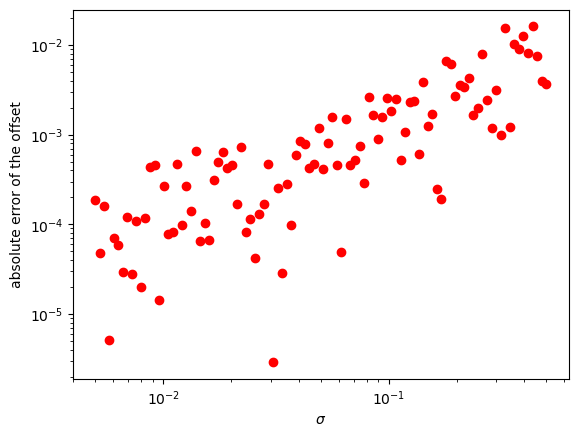 absolute error of the offset
10⁻²
10⁻³
10⁻⁴
10⁻⁵
10⁻² 10⁻¹
σ